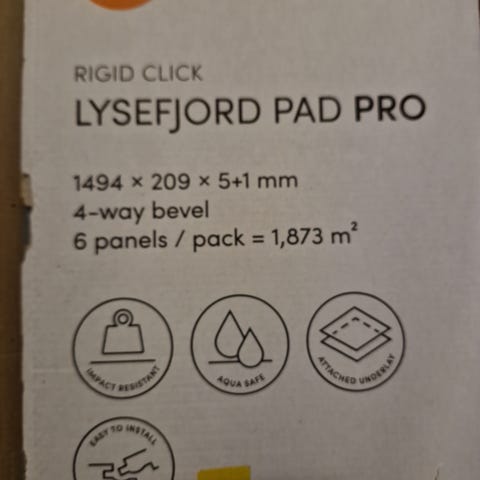 RIGID CLICK
LYSEFJORD PAD PRO
1494 × 209 × 5+1 mm
4-way bevel
6 panels / pack = 1,873 m²
IMPACT RESISTANT
AQUA SAFE
ATTACHED UNDERLAY
EASY TO INSTALL